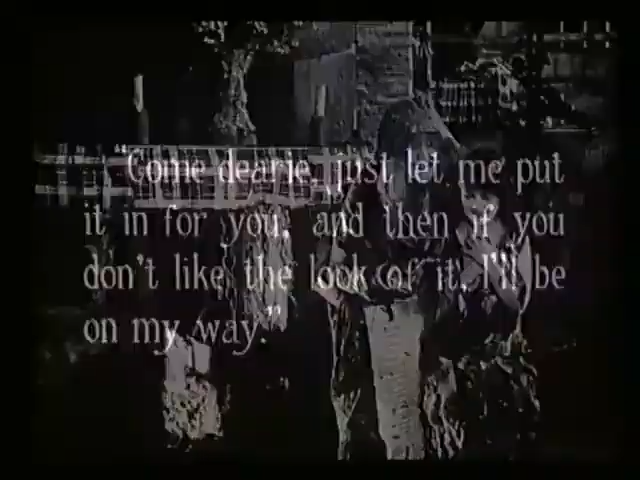 "Come dearie, just let me put
it in for you, and then if you
don't like the look of it, I'll be
on my way."